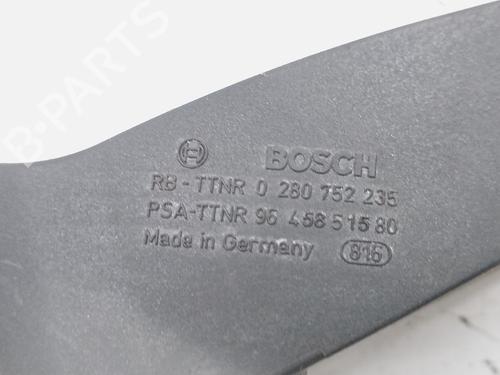 BOSCH
RB-TTNR 0 280 752 235
PSA-TTNR 96 458 515 80
Made in Germany 816
B-PARTS